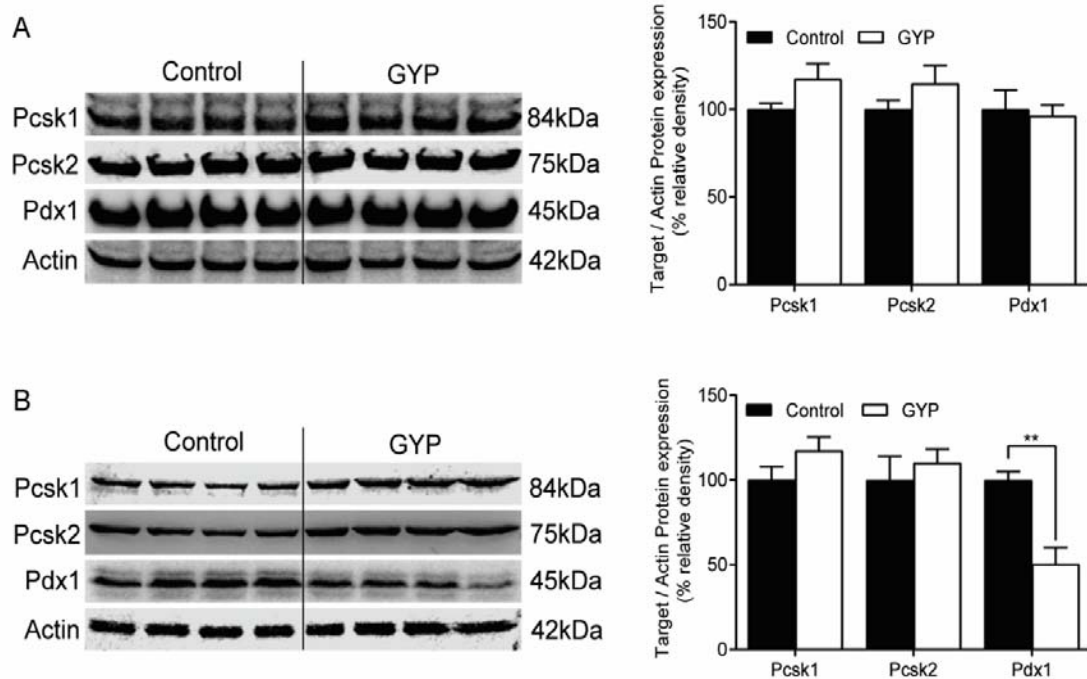 A
Control GYP
Pcsk1 84kDa
Pcsk2 75kDa
Pdx1 45kDa
Actin 42kDa
Target / Actin Protein expression
(% relative density)
150
100
50
0
Control GYP
Pcsk1 Pcsk2 Pdx1
B
Control GYP
Pcsk1 84kDa
Pcsk2 75kDa
Pdx1 45kDa
Actin 42kDa
Target / Actin Protein expression
(% relative density)
150
100
50
0
Control GYP
**
Pcsk1 Pcsk2 Pdx1